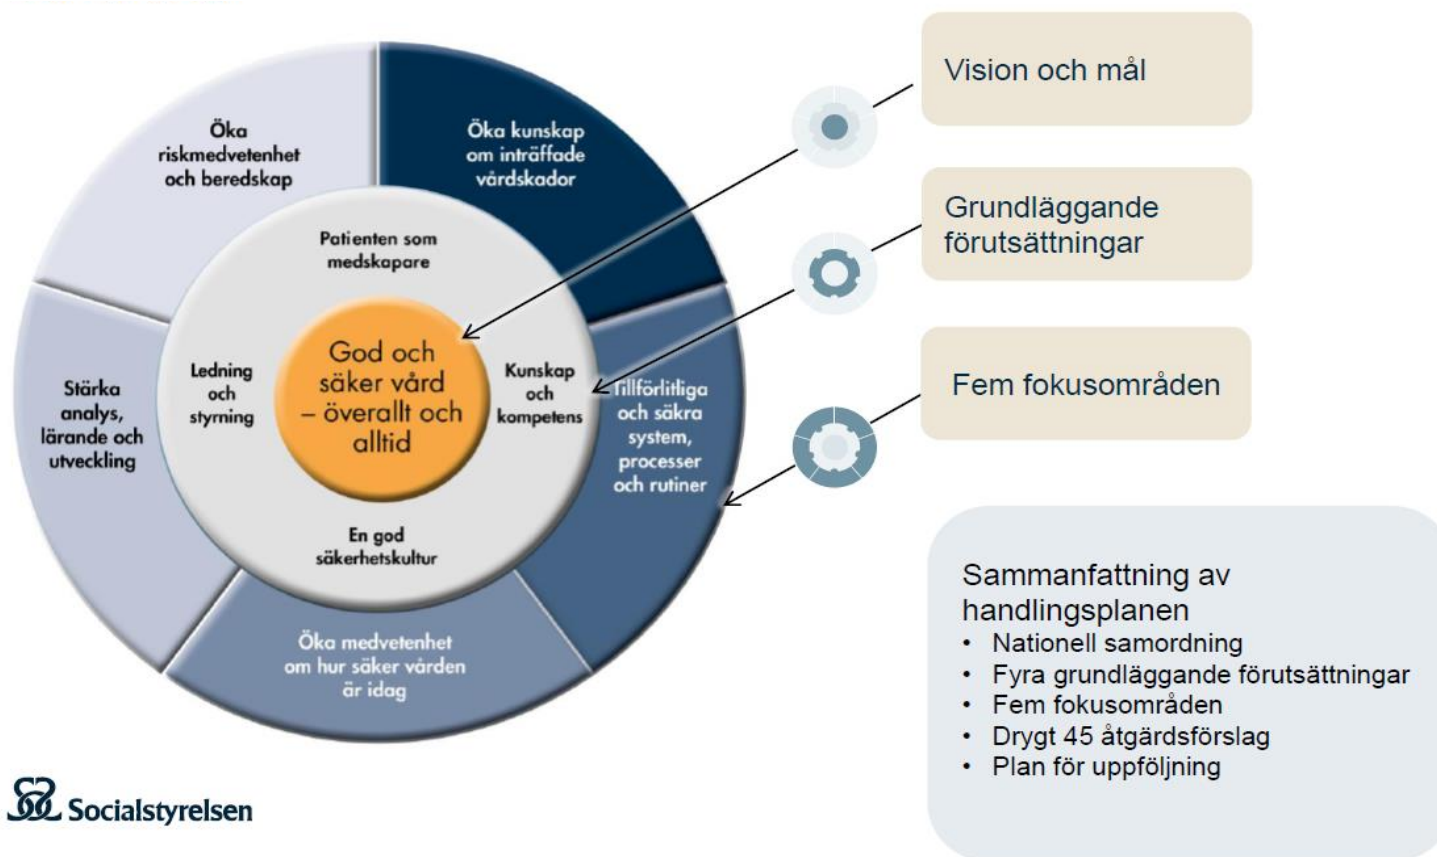 Öka
riskmedvetenhet
och beredskap
Öka kunskap
om inträffade
vårdskador
Patienten som
medskapare
Ledning
och
styrning
God och
säker vård
– överallt och
alltid
Kunskap
och
kompetens
Stärka
analys,
lärande och
utveckling
Tillförlitliga
och säkra
system,
processer
och rutiner
En god
säkerhetskultur
Öka medvetenhet
om hur säker vården
är idag
Vision och mål
Grundläggande
förutsättningar
Fem fokusområden
Sammanfattning av
handlingsplanen
• Nationell samordning
• Fyra grundläggande förutsättningar
• Fem fokusområden
• Drygt 45 åtgärdsförslag
• Plan för uppföljning
Socialstyrelsen